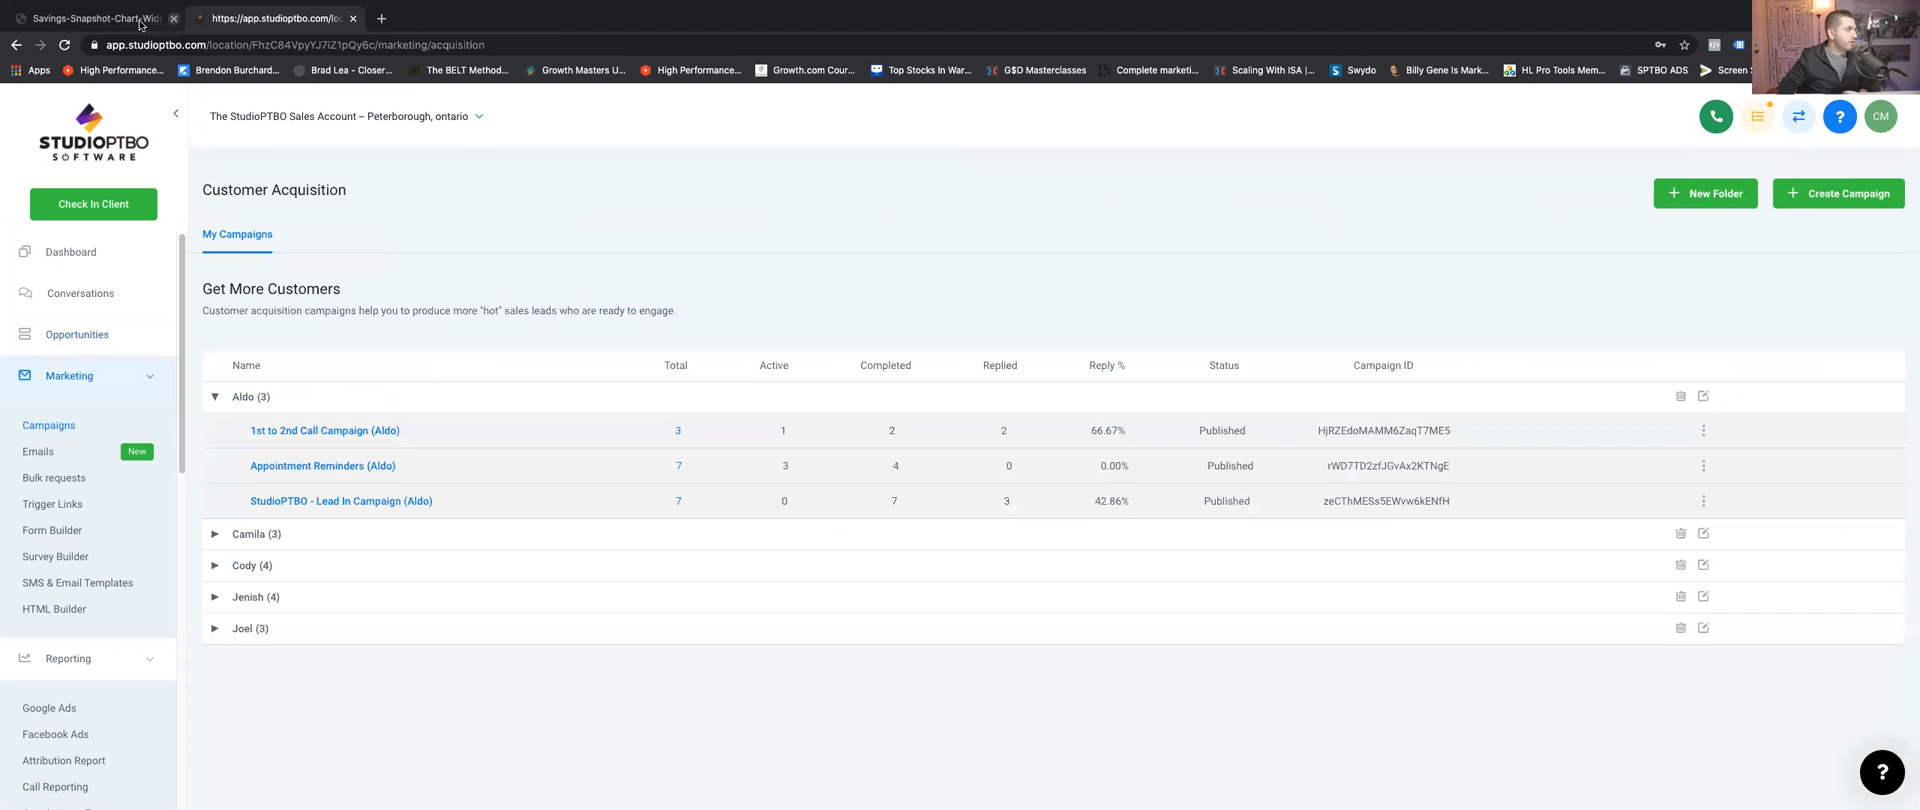 Savings-Snapshot-Chart-Wid
https://app.studioptbo.com/loc
app.studioptbo.com/location/FhzC84VpyYJ7iZ1pQy6c/marketing/acquisition
Apps High Performance... Brendon Burchard... Brad Lea – Closer... The BELT Method... Growth Masters U... High Performance... Growth.com Cour... Top Stocks In War... G$D Masterclasses Complete marketi... Scaling With ISA |... Swydo Billy Gene Is Mark... HL Pro Tools Mem... SPTBO ADS Screen
STUDIOPTBO
SOFTWARE
The StudioPTBO Sales Account -- Peterborough, ontario
? CM
Check In Client
Dashboard
Conversations
Opportunities
Marketing
Campaigns
Emails New
Bulk requests
Trigger Links
Form Builder
Survey Builder
SMS & Email Templates
HTML Builder
Reporting
Google Ads
Facebook Ads
Attribution Report
Call Reporting
Customer Acquisition
+ New Folder
+ Create Campaign
My Campaigns
Get More Customers
Customer acquisition campaigns help you to produce more "hot" sales leads who are ready to engage.
Name Total Active Completed Replied Reply % Status Campaign ID
Aldo (3)
1st to 2nd Call Campaign (Aldo) 3 1 2 2 66.67% Published HjRZEdoMAMM6ZaqT7ME5
Appointment Reminders (Aldo) 7 3 4 0 0.00% Published rWD7TD2zfJGvAx2KTNgE
StudioPTBO - Lead In Campaign (Aldo) 7 0 7 3 42.86% Published zeCThMESs5EWvw6kENfH
Camila (3)
Cody (4)
Jenish (4)
Joel (3)
?